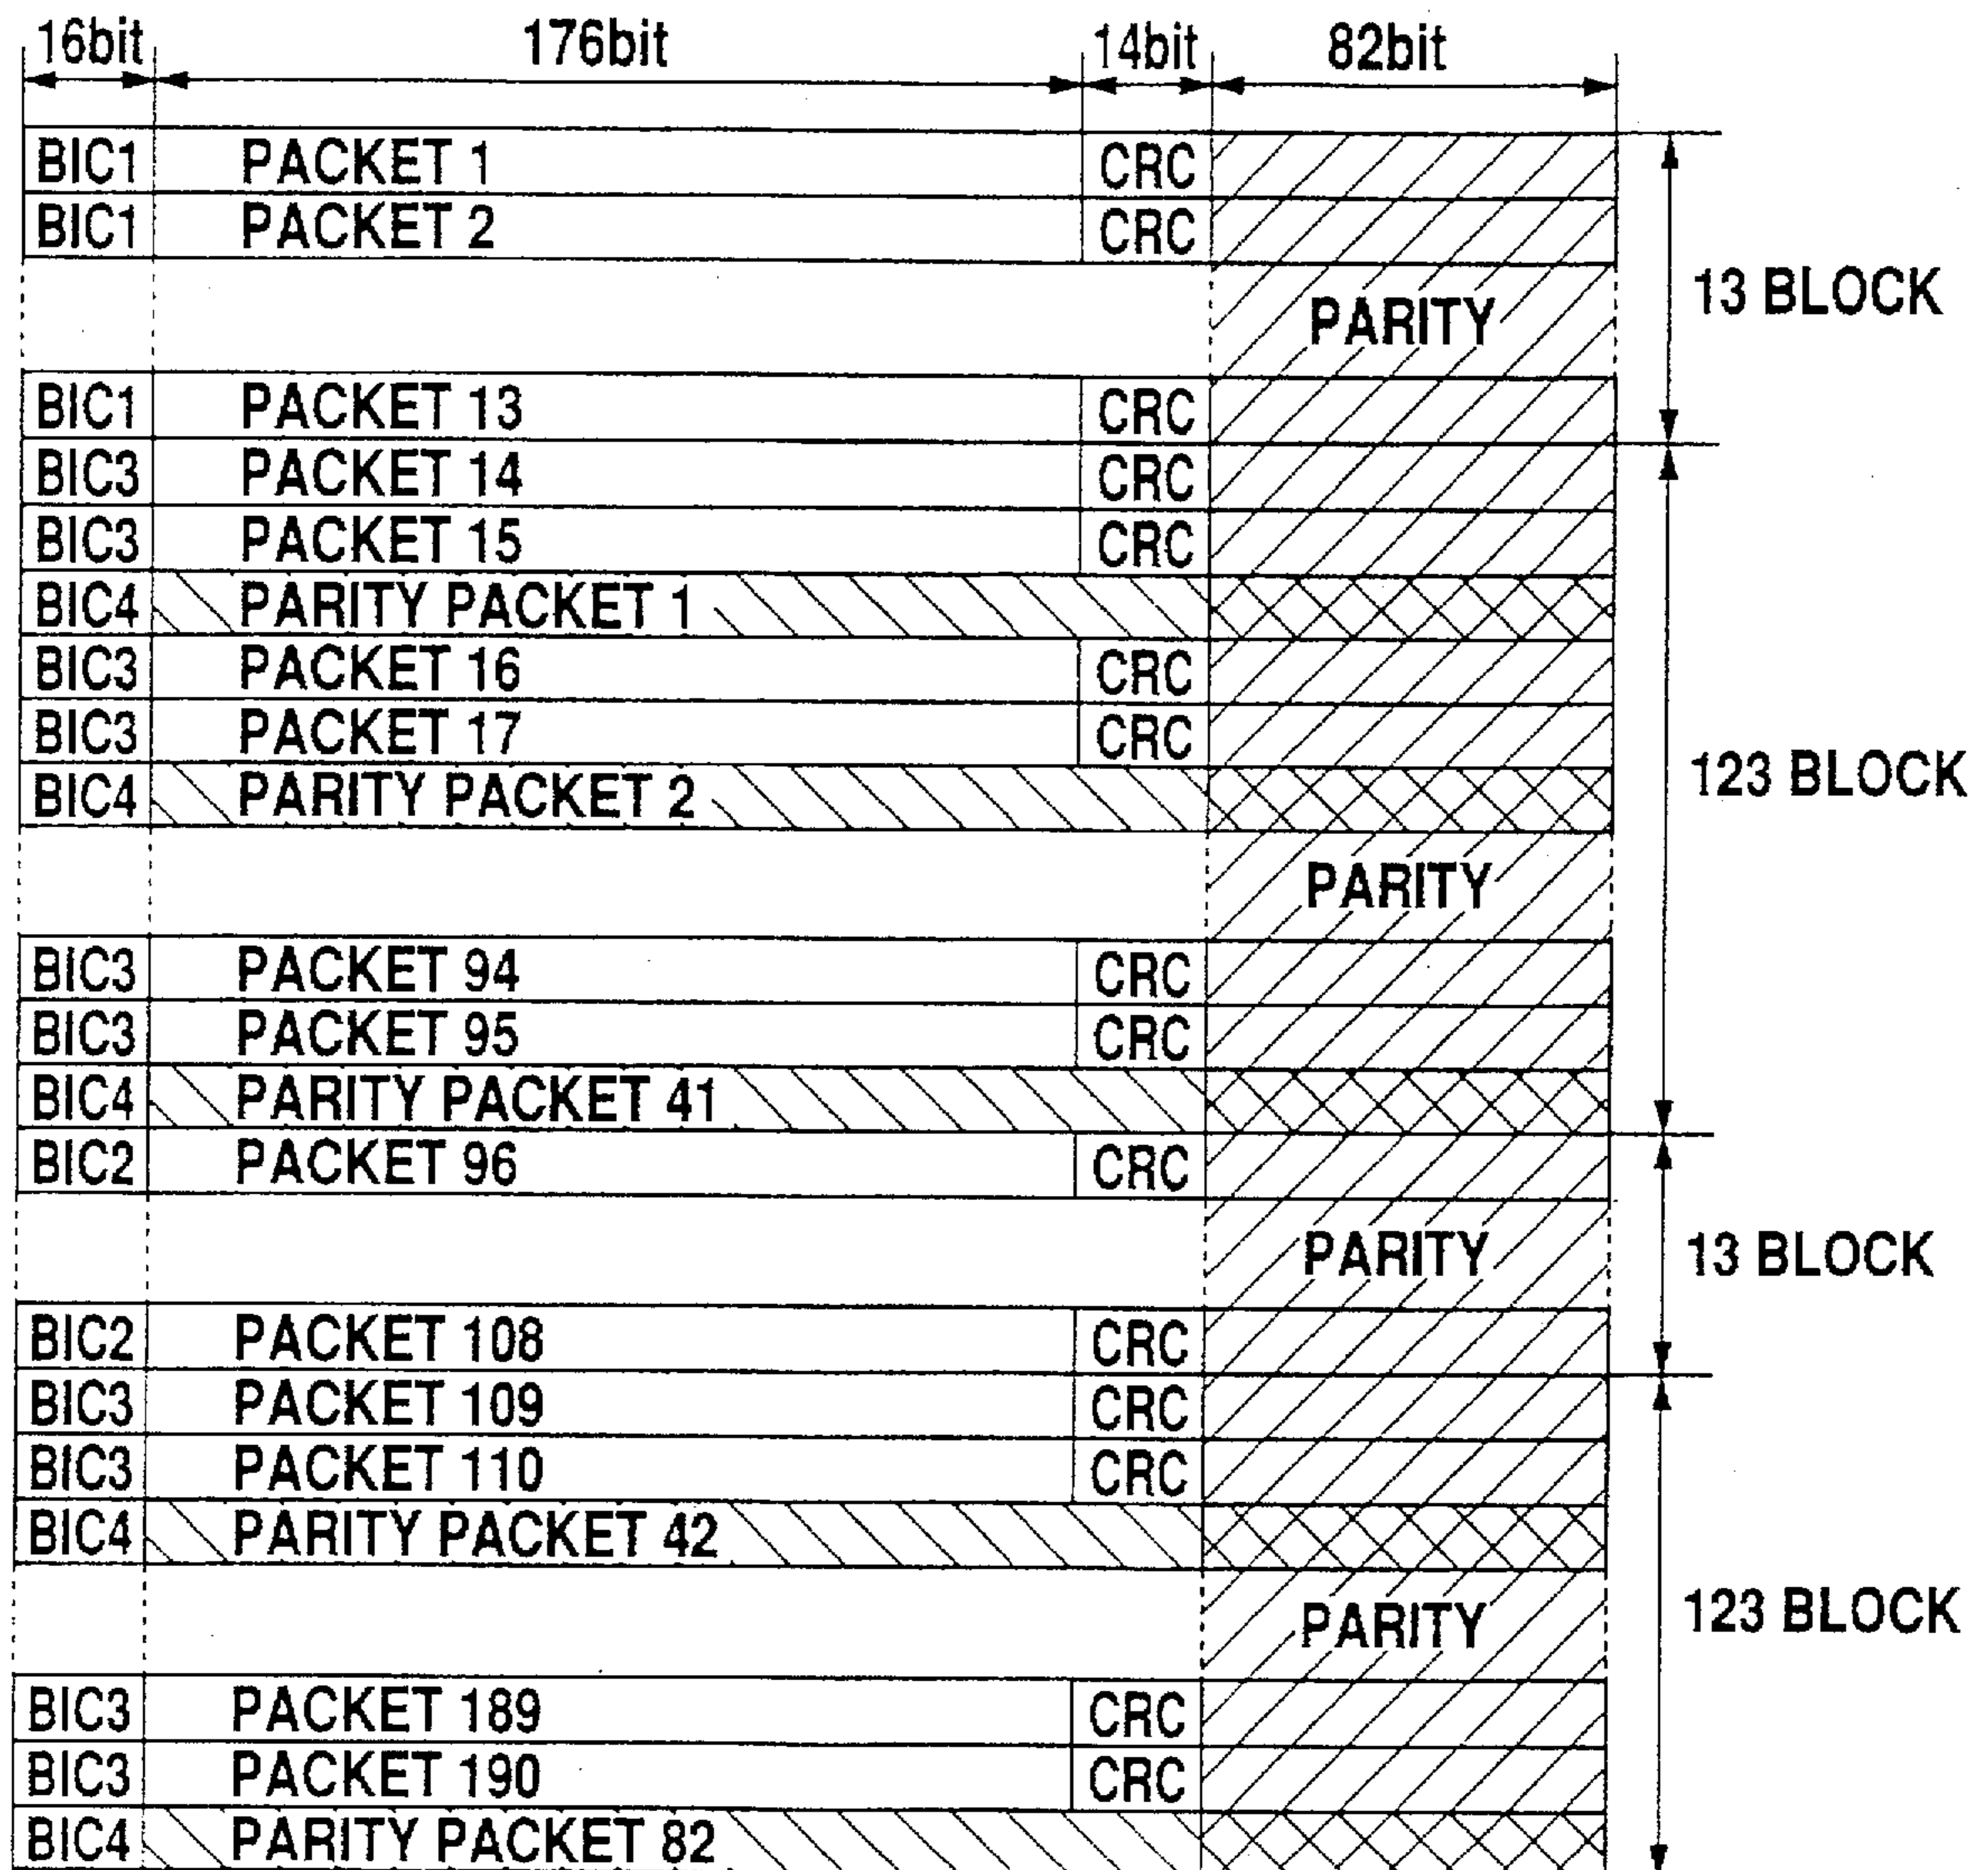 16bit 176bit 14bit 82bit
BIC1 PACKET 1 CRC
BIC1 PACKET 2 CRC
13 BLOCK
PARITY
BIC1 PACKET 13 CRC
BIC3 PACKET 14 CRC
BIC3 PACKET 15 CRC
BIC4 PARITY PACKET 1
BIC3 PACKET 16 CRC
BIC3 PACKET 17 CRC
BIC4 PARITY PACKET 2
123 BLOCK
PARITY
BIC3 PACKET 94 CRC
BIC3 PACKET 95 CRC
BIC4 PARITY PACKET 41
BIC2 PACKET 96 CRC
PARITY 13 BLOCK
BIC2 PACKET 108 CRC
BIC3 PACKET 109 CRC
BIC3 PACKET 110 CRC
BIC4 PARITY PACKET 42
PARITY 123 BLOCK
BIC3 PACKET 189 CRC
BIC3 PACKET 190 CRC
BIC4 PARITY PACKET 82